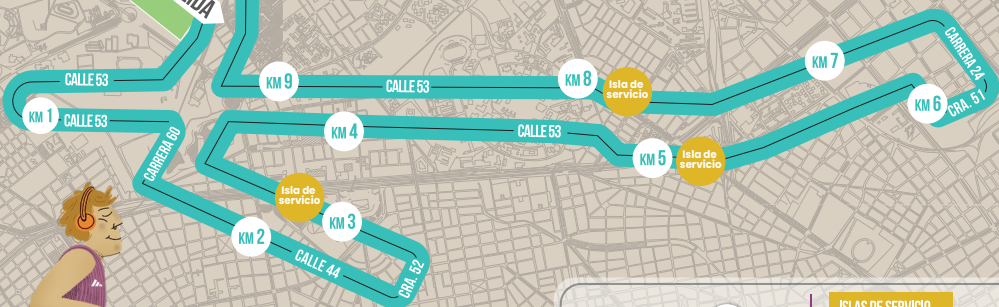 IDA
CALLE 53
KM 9
CALLE 53
KM 8
Isla de
servicio
KM 7
CARRERA 24
CRA. 51
KM 6
KM 1
CALLE 53
CARRERA 60
KM 4
CALLE 53
KM 5
Isla de
servicio
Isla de
servicio
KM 3
KM 2
CALLE 44
CRA. 52
ISLAS DE SERVICIO